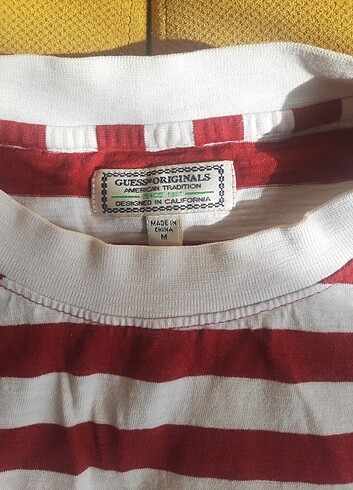 GUESS ORIGINALS
AMERICAN TRADITION
SINCE 1981
DESIGNED IN CALIFORNIA
MADE IN
CHINA
M